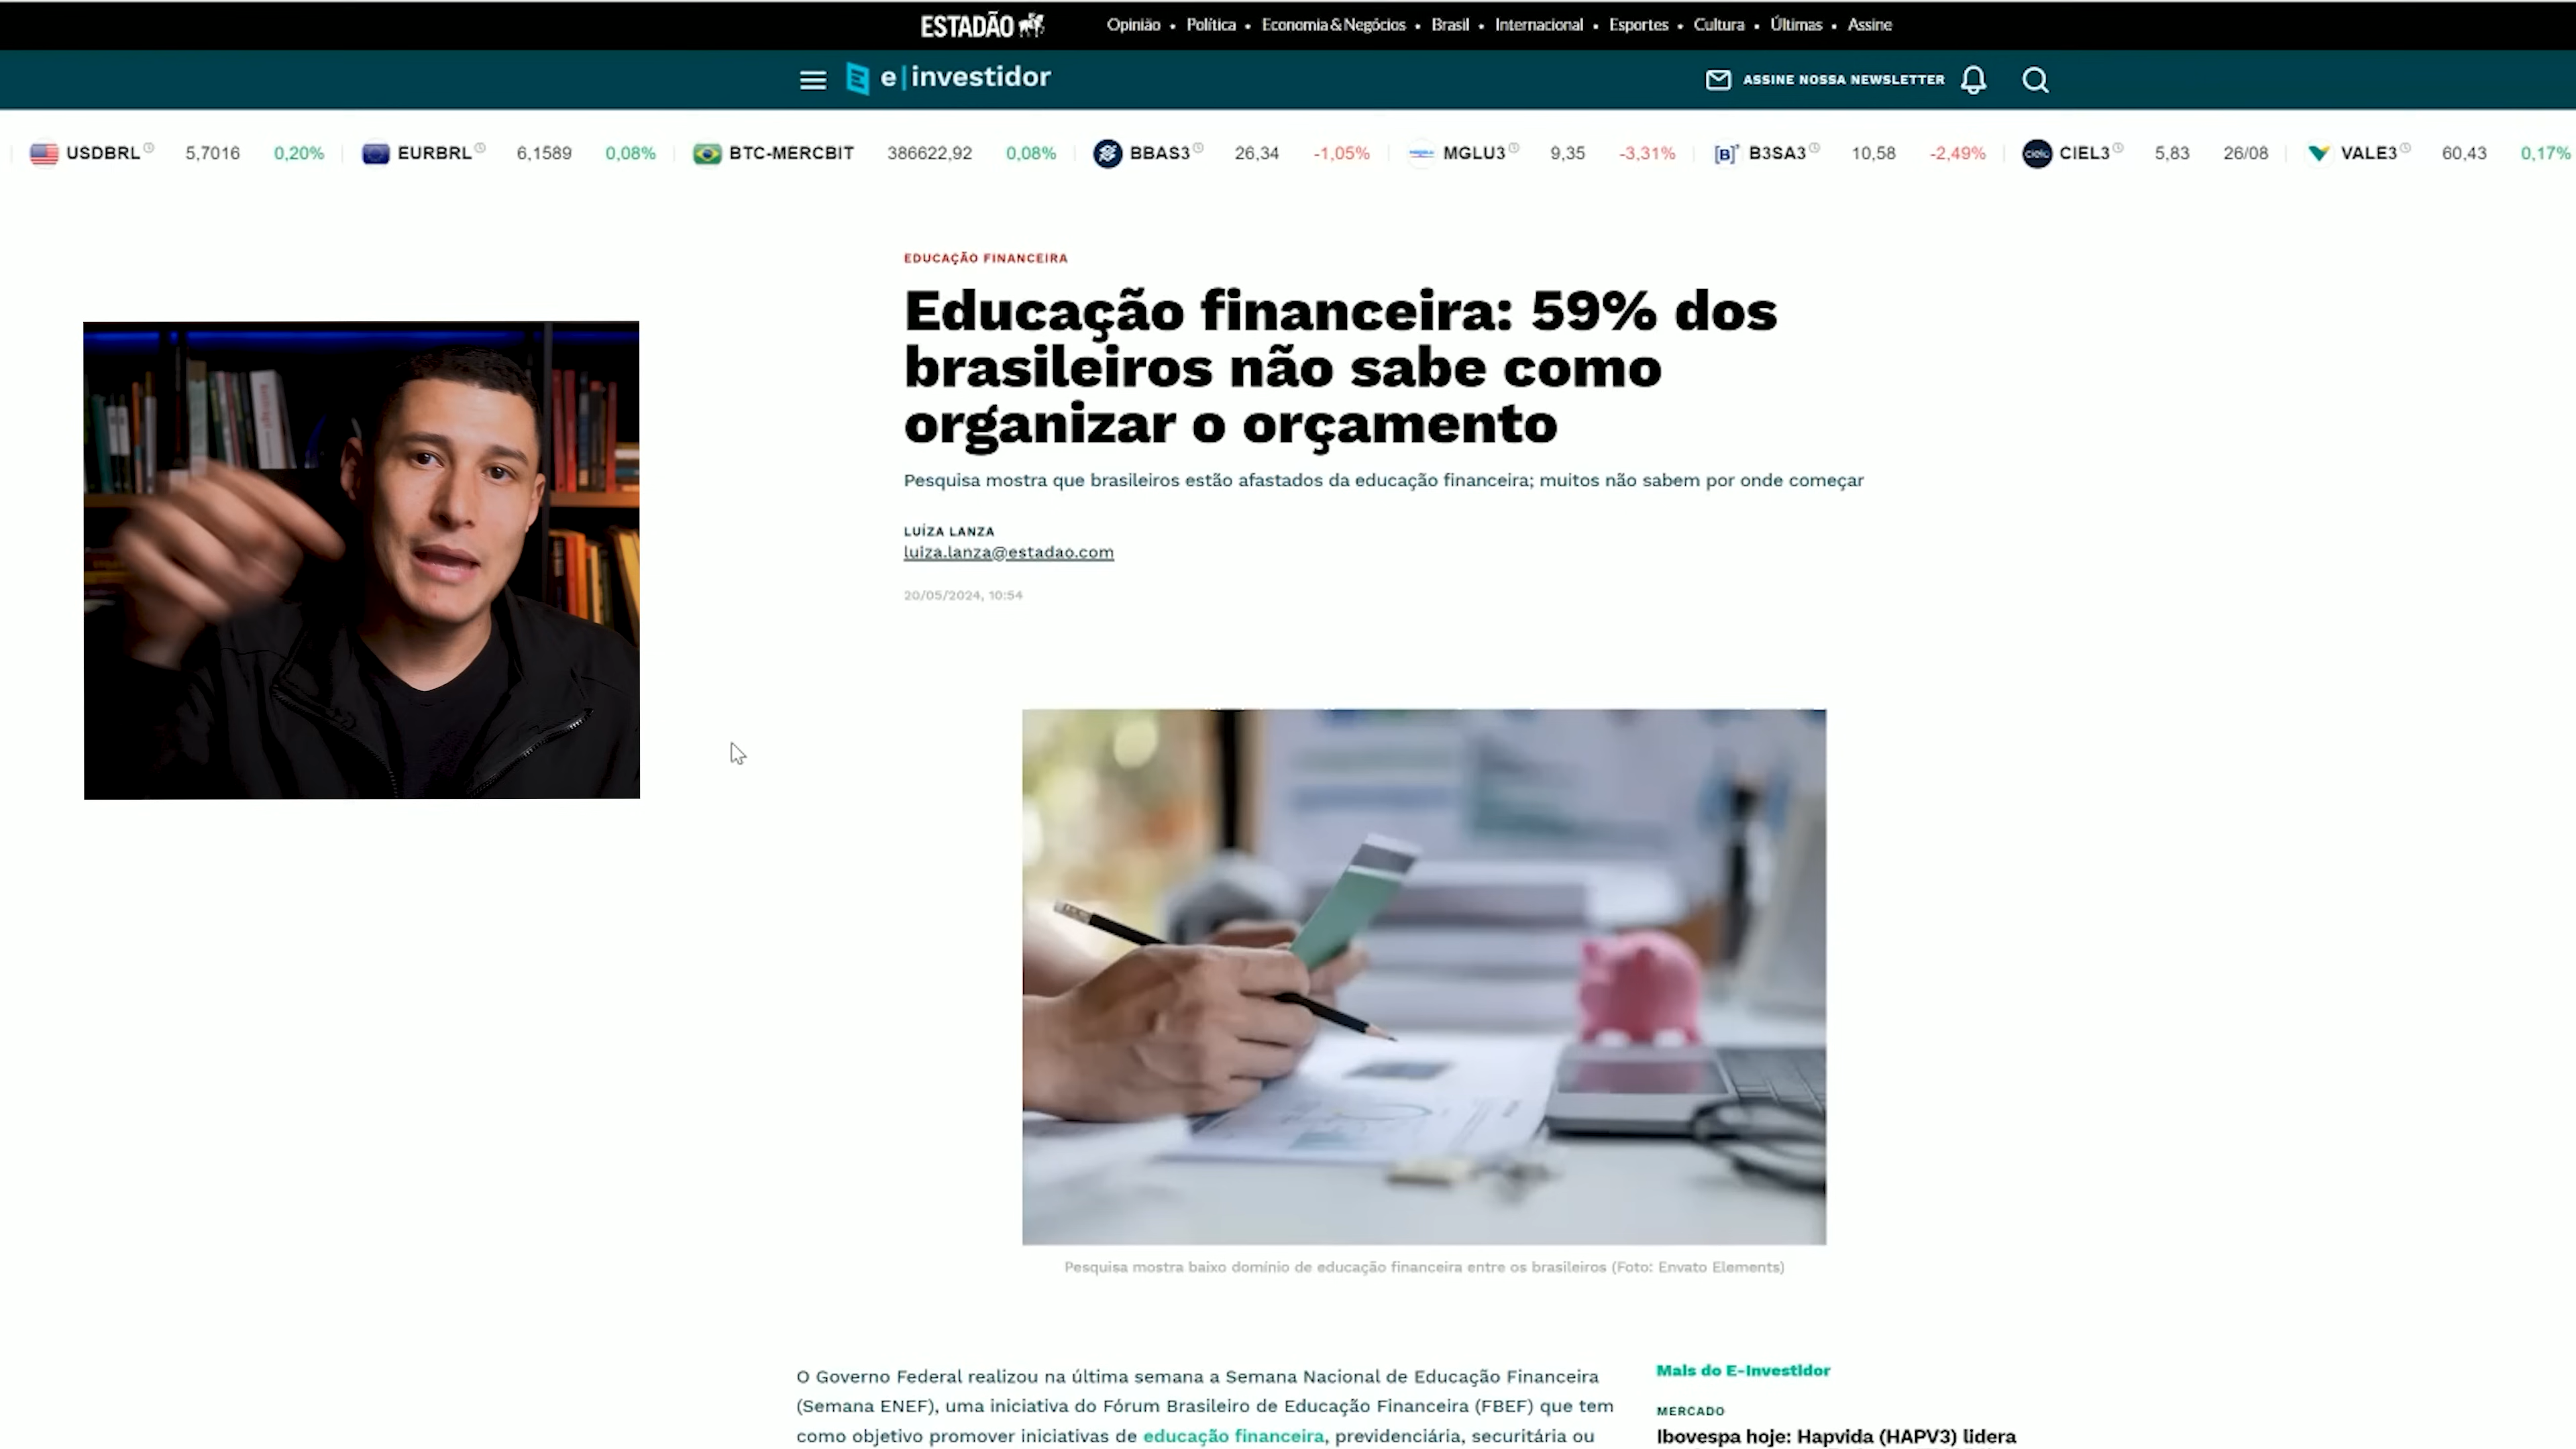 ESTADÃO
Opinião • Política • Economia & Negócios • Brasil • Internacional • Esportes • Cultura • Últimas • Assine
e|investidor
ASSINE NOSSA NEWSLETTER
USDBRL 5,7016 0,20% EURBRL 6,1589 0,08% BTC-MERCBIT 386622,92 0,08% BBAS3 26,34 -1,05% MGLU3 9,35 -3,31% [B]³ B3SA3 10,58 -2,49% cielo CIEL3 5,83 26/08 VALE3 60,43 0,17%
EDUCAÇÃO FINANCEIRA
Educação financeira: 59% dos
brasileiros não sabe como
organizar o orçamento
Pesquisa mostra que brasileiros estão afastados da educação financeira; muitos não sabem por onde começar
LUÍZA LANZA
luiza.lanza@estadao.com
20/05/2024, 10:54
Pesquisa mostra baixo domínio de educação financeira entre os brasileiros (Foto: Envato Elements)
O Governo Federal realizou na última semana a Semana Nacional de Educação Financeira
(Semana ENEF), uma iniciativa do Fórum Brasileiro de Educação Financeira (FBEF) que tem
como objetivo promover iniciativas de educação financeira, previdenciária, securitária ou
Mais do E-Investidor
MERCADO
Ibovespa hoje: Hapvida (HAPV3) lidera